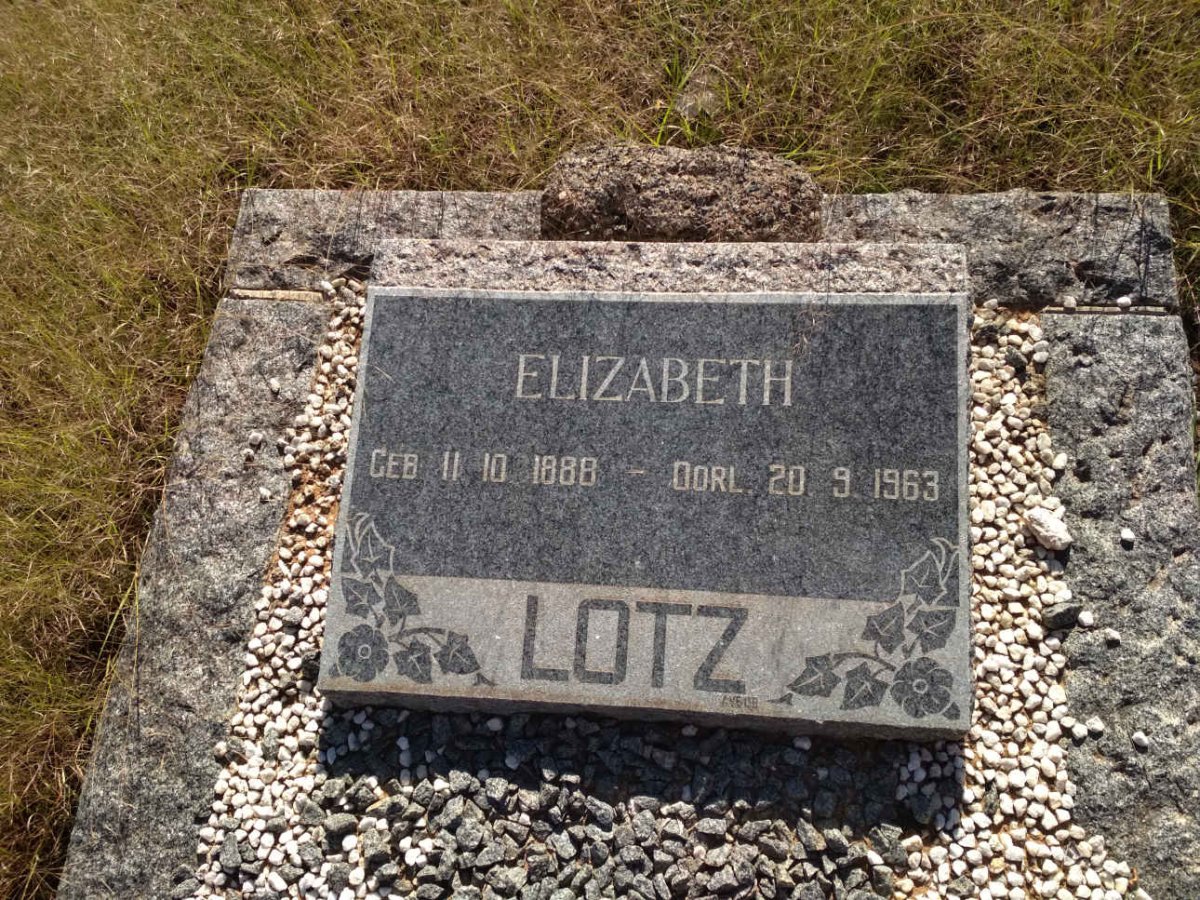 ELIZABETH
GEB 11 10 1888 - OORL. 20. 9. 1963
LOTZ